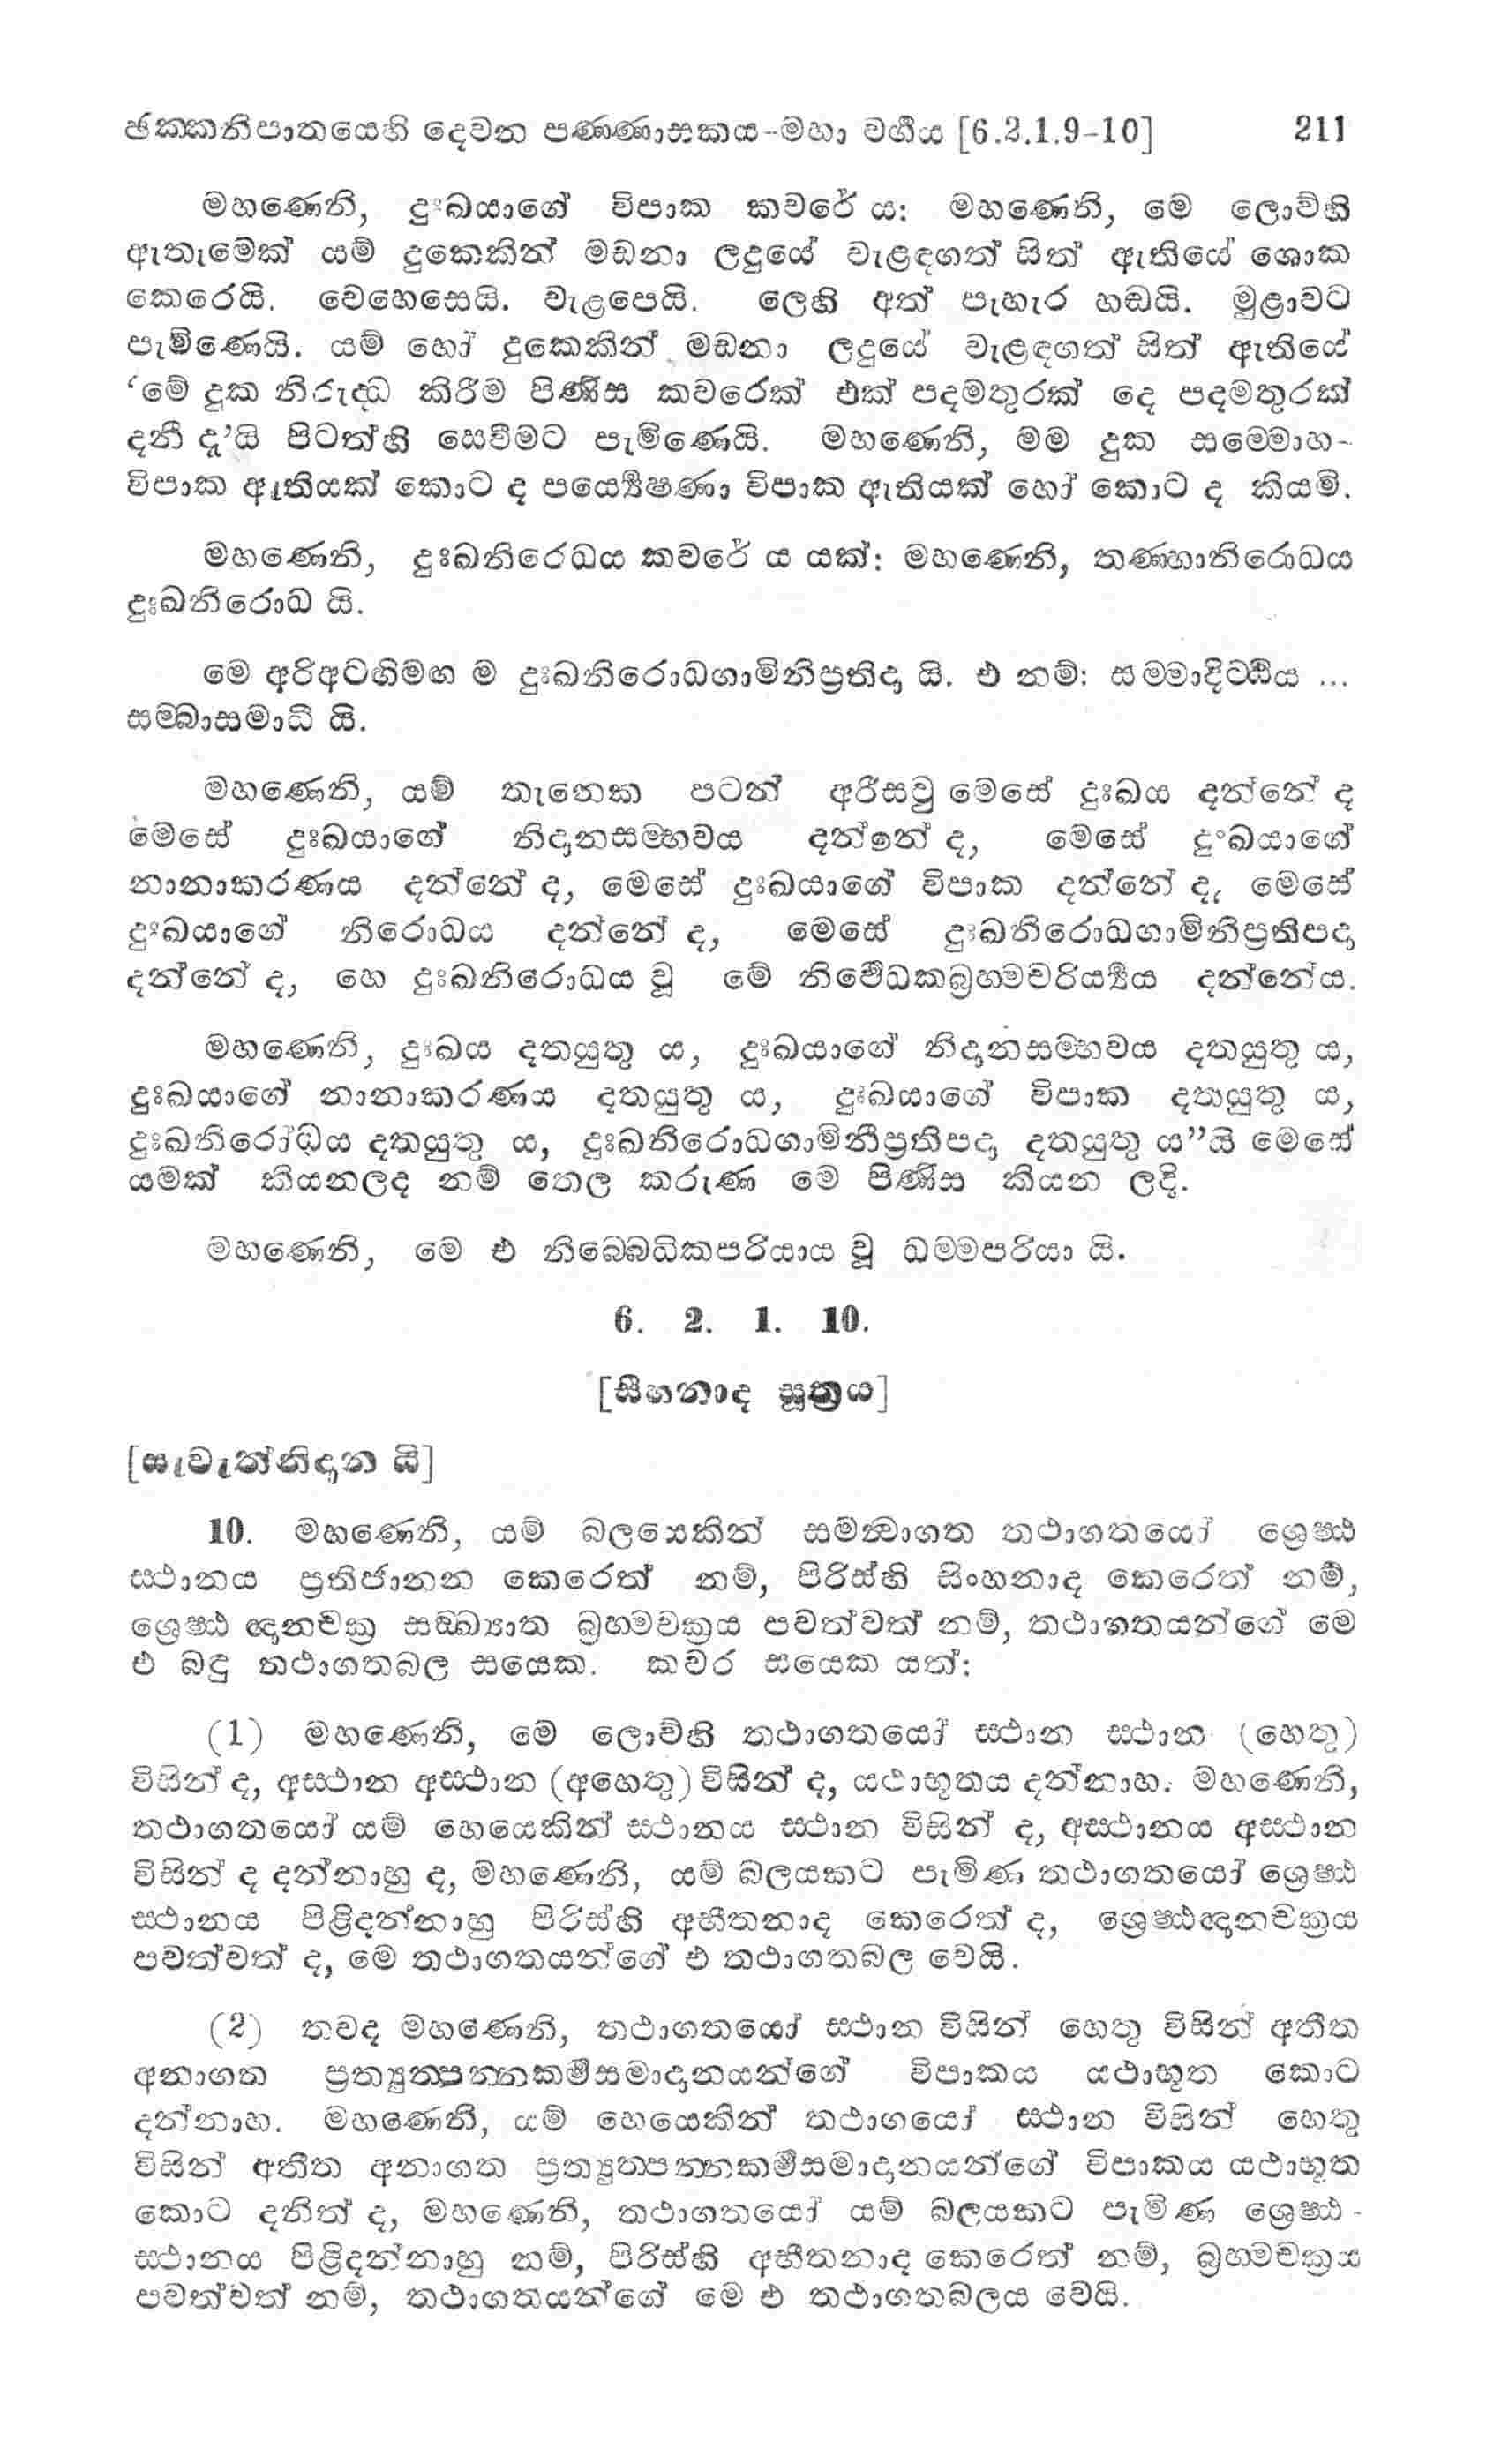 ඡක්කනිපාතයෙහි දෙවන පණ්ණාසකය-මහා වර්‍ගය [6.2.1.9-10] 211
මහණෙනි, දුඃඛයාගේ විපාක කවරේ ය: මහණෙනි, මෙ ලොව්හි
ඇතැමෙක් යම් දුකෙකින් මඩනා ලදුයේ වැළඳගත් සිත් ඇතියේ ශොක
කෙරෙයි. වෙහෙසෙයි. වැළපෙයි. ලෙහි අත් පැහැර හඬයි. මුළාවට
පැමිණෙයි. යම් හෝ දුකෙකින් මඩනා ලදුයේ වැළඳගත් සිත් ඇතියේ
‘මේ දුක නිරුද්ධ කිරීම පිණිස කවරෙක් එක් පදමතුරක් දෙ පදමතුරක්
දනී දැ’යි පිටත්හි සෙවීමට පැමිණෙයි. මහණෙනි, මම දුක සම්මොහ-
විපාක ඇතියක් කොට ද පය්‍යෙර්‍ෂණා විපාක ඇතියක් හෝ කොට ද කියමි.
මහණෙනි, දුඃඛනිරෙධය කවරේ ය යත්: මහණෙනි, තණ්හානිරොධය
දුඃඛනිරොධ යි.
මෙ අරිඅටඟිමඟ ම දුඃඛනිරොධගාමිනිප්‍රතිදා යි. එ නම්: සම්මාදිට්ඨිය ...
සම්මාසමාධි යි.
මහණෙනි, යම් තැනෙක පටන් අරීසවු මෙසේ දුඃඛය දන්නේ ද
මෙසේ දුඃඛයාගේ නිදානසම්භවය දන්නේ ද, මෙසේ දුඃඛයාගේ
නානාකරණය දන්නේ ද, මෙසේ දුඃඛයාගේ විපාක දන්නේ ද, මෙසේ
දුඃඛයාගේ නිරොධය දන්නේ ද, මෙසේ දුඃඛනිරොධගාමිනිප්‍රතිපදා
දන්නේ ද, හෙ දුඃඛනිරොධය වූ මේ නිර්‍වේධකබ්‍රහ්මචරිය්‍යර්‍ය දන්නේය.
මහණෙනි, දුඃඛය දතයුතු ය, දුඃඛයාගේ නිදානසම්භවය දතයුතු ය,
දුඃඛයාගේ නානාකරණය දතයුතු ය, දුඃඛයාගේ විපාක දතයුතු ය,
දුඃඛනිරෝධය දතයුතු ය, දුඃඛනිරොධගාමිනීප්‍රතිපදා දතයුතු ය”යි මෙසේ
යමක් කියනලද නම් තෙල කරුණ මෙ පිණිස කියන ලදි.
මහණෙනි, මෙ එ නිබ්බෙධිකපරියාය වූ ධම්මපරියා යි.
6. 2. 1. 10.
[සීහනාද සූත්‍රය]
[සැවැත්නිදාන යි]
10. මහණෙනි, යම් බලයෙකින් සමන්වාගත තථාගතයෝ ශ්‍රෙෂ්ඨ
ස්ථානය ප්‍රතිජානන කෙරෙත් නම්, පිරිස්හි සිංහනාද කෙරෙත් නම්,
ශ්‍රෙෂ්ඨ ඥානචක්‍ර සඞ්ඛ්‍යාත බ්‍රහ්මචක්‍රය පවත්වත් නම්, තථාගතයන්ගේ මෙ
එ බඳු තථාගතබල සයෙක. කවර සයෙක යත්:
(1) මහණෙනි, මේ ලොව්හි තථාගතයෝ ස්ථාන ස්ථාන (හෙතු)
විසින් ද, අස්ථාන අස්ථාන (අහෙතු) විසින් ද, යථාභූතය දන්නාහ. මහණෙනි,
තථාගතයෝ යම් හෙයෙකින් ස්ථානය ස්ථාන විසින් ද, අස්ථානය අස්ථාන
විසින් ද දන්නාහු ද, මහණෙනි, යම් බලයකට පැමිණ තථාගතයෝ ශ්‍රෙෂ්ඨ
ස්ථානය පිළිදන්නාහු පිරිස්හි අභීතනාද කෙරෙත් ද, ශ්‍රෙෂ්ඨඥානචක්‍රය
පවත්වත් ද, මෙ තථාගතයන්ගේ එ තථාගතබල වෙයි.
(2) තවද මහණෙනි, තථාගතයෝ ස්ථාන විසින් හෙතු විසින් අතීත
අනාගත ප්‍රත්‍යුත්පන්නකර්‍මසමාදානයන්ගේ විපාකය යථාභූත කොට
දන්නාහ. මහණෙනි, යම් හෙයෙකින් තථාගයෝ ස්ථාන විසින් හෙතු
විසින් අතීත අනාගත ප්‍රත්‍යුත්පන්නකර්‍මසමාදානයන්ගේ විපාකය යථාභූත
කොට දනිත් ද, මහණෙනි, තථාගතයෝ යම් බලයකට පැමිණ ශ්‍රෙෂ්ඨ-
ස්ථානය පිළිදන්නාහු නම්, පිරිස්හි අභීතනාද කෙරෙත් නම්, බ්‍රහ්මචක්‍රය
පවත්වත් නම්, තථාගතයන්ගේ මෙ එ තථාගතබලය වෙයි.